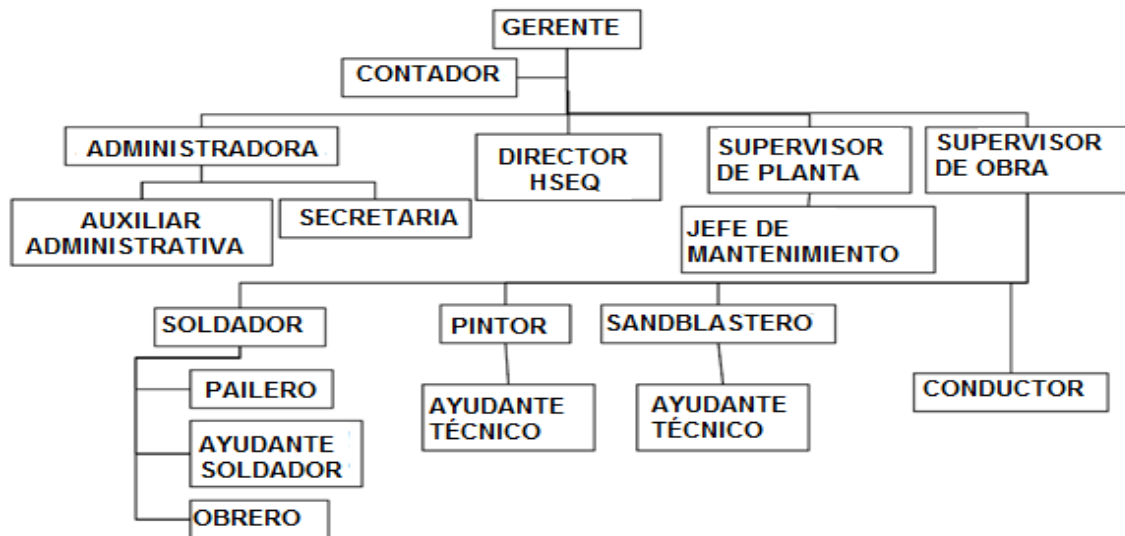 GERENTE
CONTADOR
ADMINISTRADORA
DIRECTOR
HSEQ
SUPERVISOR
DE PLANTA
SUPERVISOR
DE OBRA
AUXILIAR
ADMINISTRATIVA
SECRETARIA
JEFE DE
MANTENIMIENTO
SOLDADOR
PINTOR
SANDBLASTERO
CONDUCTOR
PAILERO
AYUDANTE
SOLDADOR
OBRERO
AYUDANTE
TÉCNICO
AYUDANTE
TÉCNICO